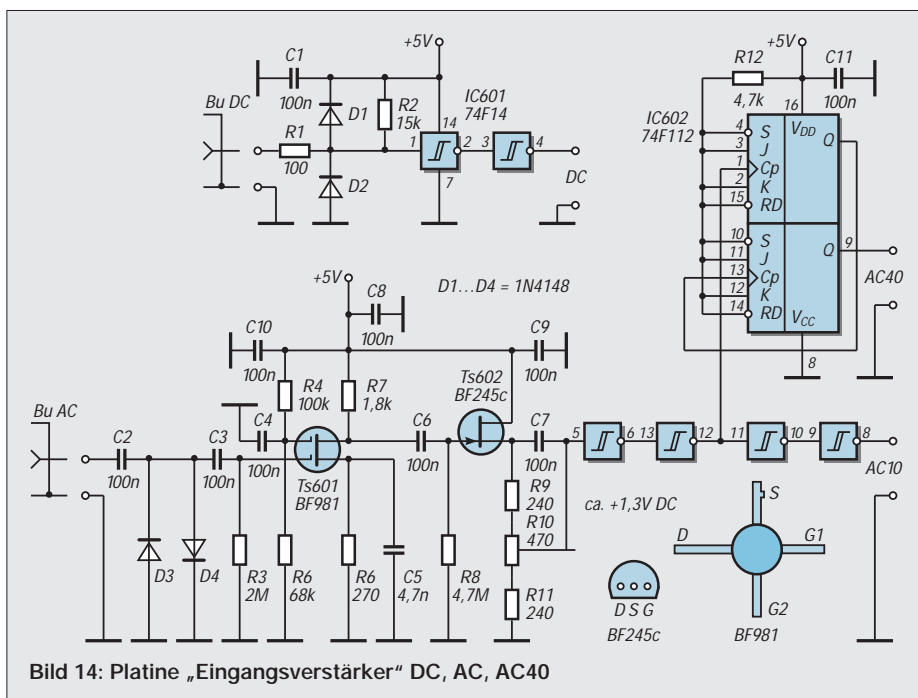 +5V
C1
100n
Bu DC
D1
R2
15k
IC601
74F14
14
R1
100
1
2
3
4
D2
7
DC
+5V
R12
4,7k
C11
100n
16
IC602
74F112
4
S
VDD
Q
3
J
1
Cp
2
K
15
RD
10
S
Q
9
11
J
13
Cp
12
K
14
RD
VCC
AC40
8
+5V
C8
100n
D1...D4 = 1N4148
C10
100n
R4
100k
R7
1,8k
C9
100n
Ts602
BF245c
Bu AC
C4
100n
C6
100n
C7
100n
C2
100n
C3
100n
Ts601
BF981
5
6
13
12
11
10
9
8
AC10
D3
D4
R3
2M
R6
68k
R6
270
C5
4,7n
R8
4,7M
R9
240
R10
470
R11
240
ca. +1,3V DC
D S G
BF245c
S
D
G1
G2
BF981
Bild 14: Platine „Eingangsverstärker“ DC, AC, AC40